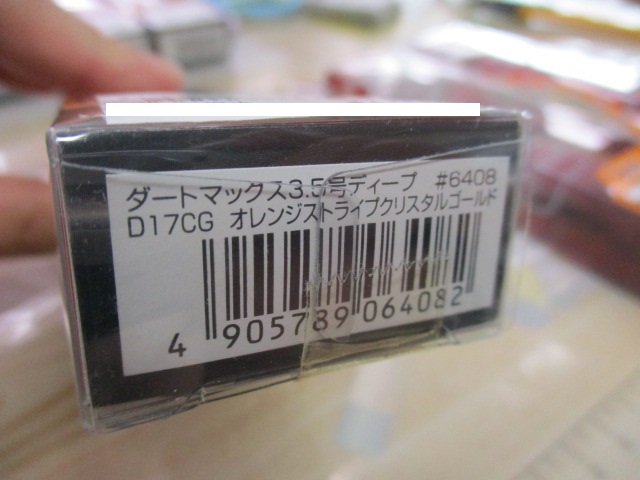 ダートマックス3.5号ディープ #6408
D17CG オレンジストライプクリスタルゴールド
4 905789 064082